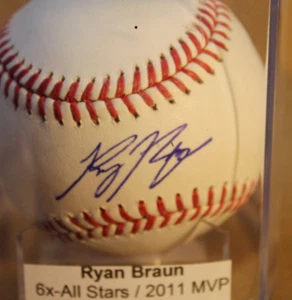 Ryan Braun
6x-All Stars / 2011 MVP